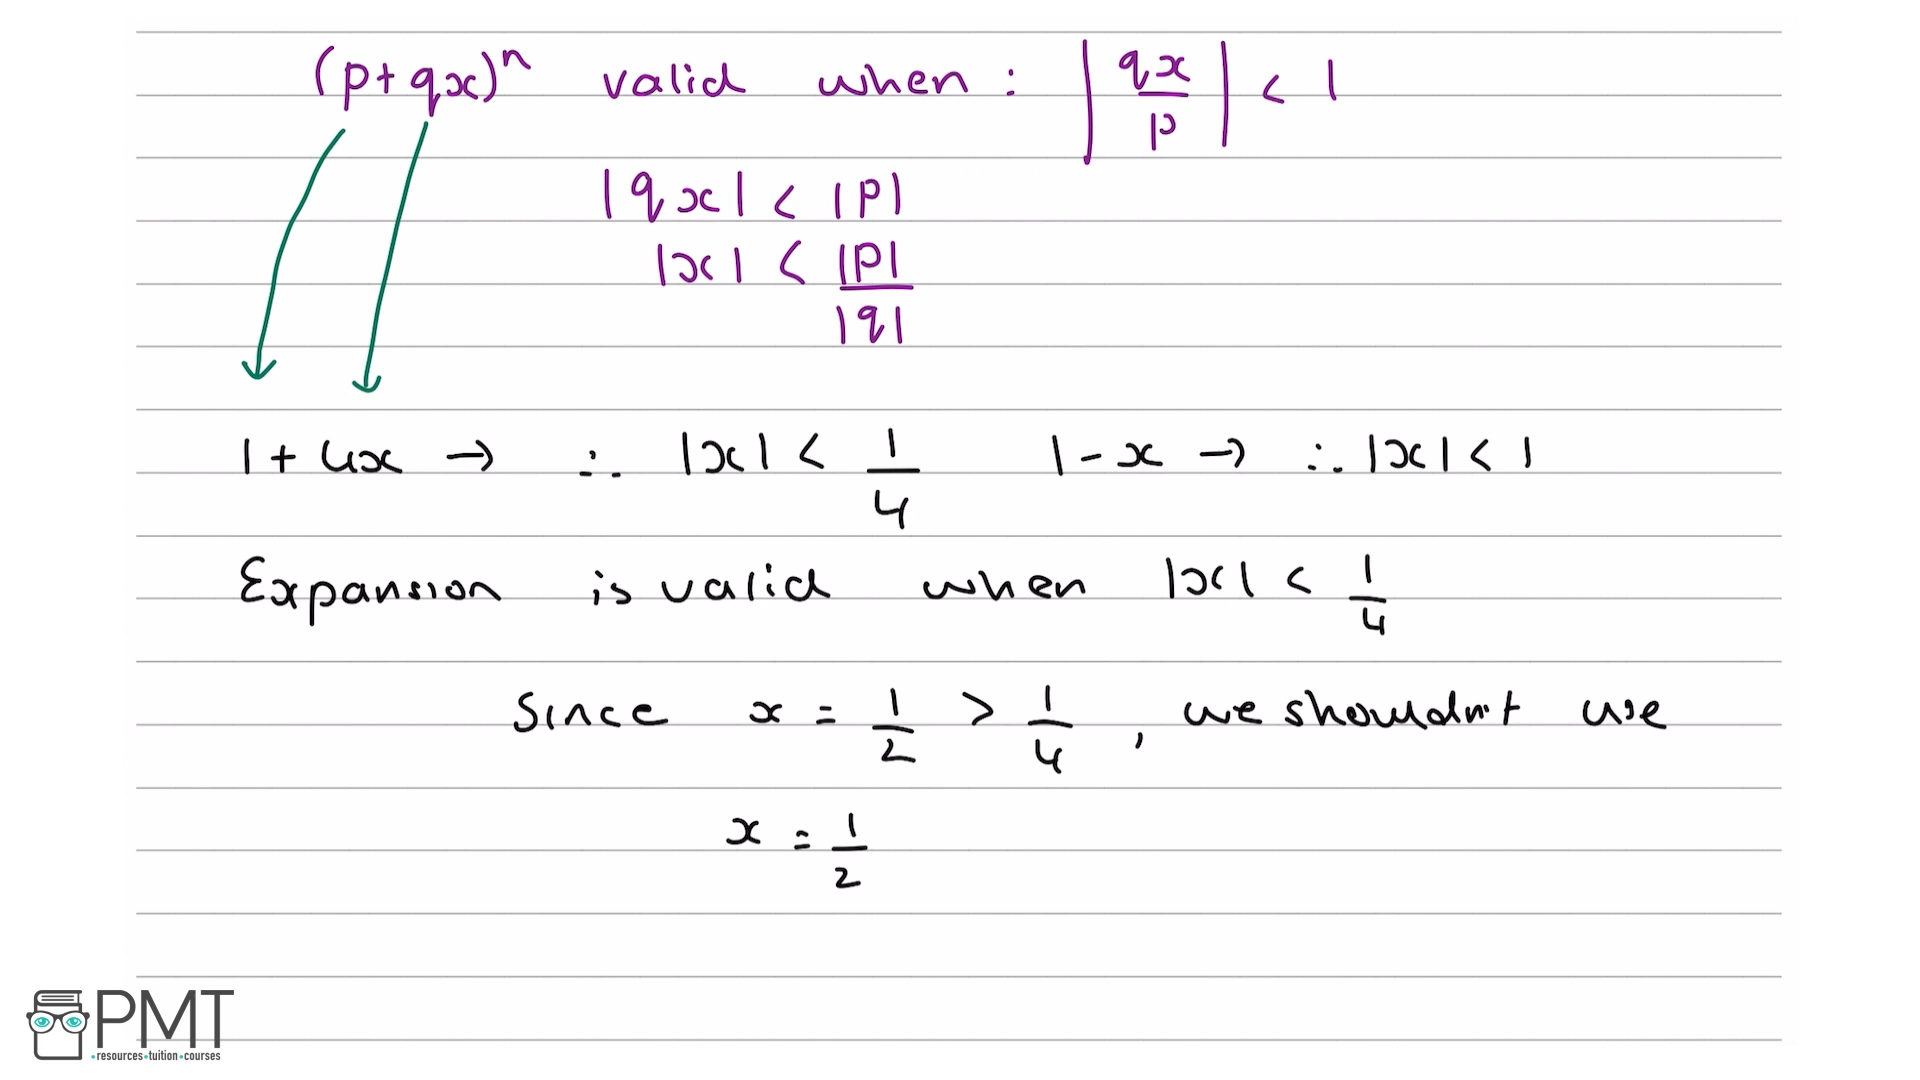 (p+qx)ⁿ valid when : |qx/p| < 1
|qx| < |p|
|x| < |p|/|q|
1 + 4x → ∴ |x| < 1/4 1 - x → ∴ |x| < 1
Expansion is valid when |x| < 1/4
Since x = 1/2 > 1/4 , we shouldn't use
x = 1/2
PMT
•resources•tuition•courses